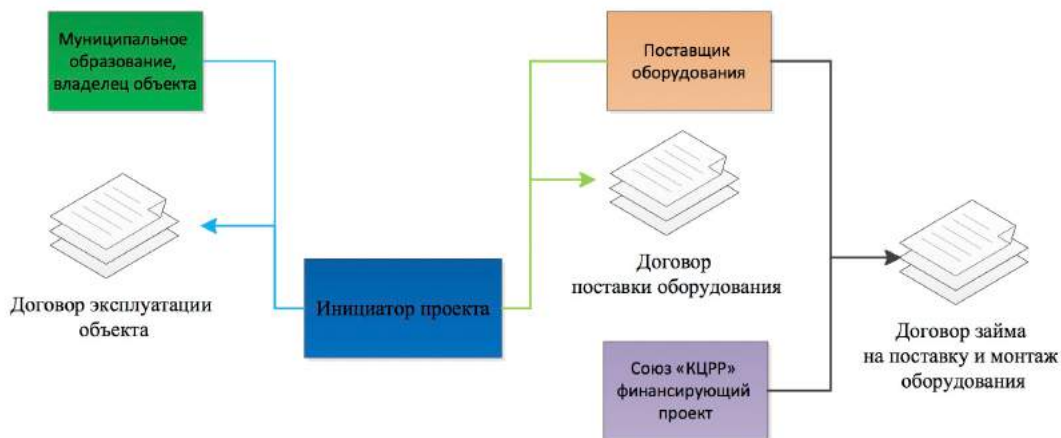 Муниципальное
образование,
владелец объекта
Поставщик
оборудования
Договор эксплуатации
объекта
Инициатор проекта
Договор
поставки оборудования
Союз «КЦРР»
финансирующий
проект
Договор займа
на поставку и монтаж
оборудования